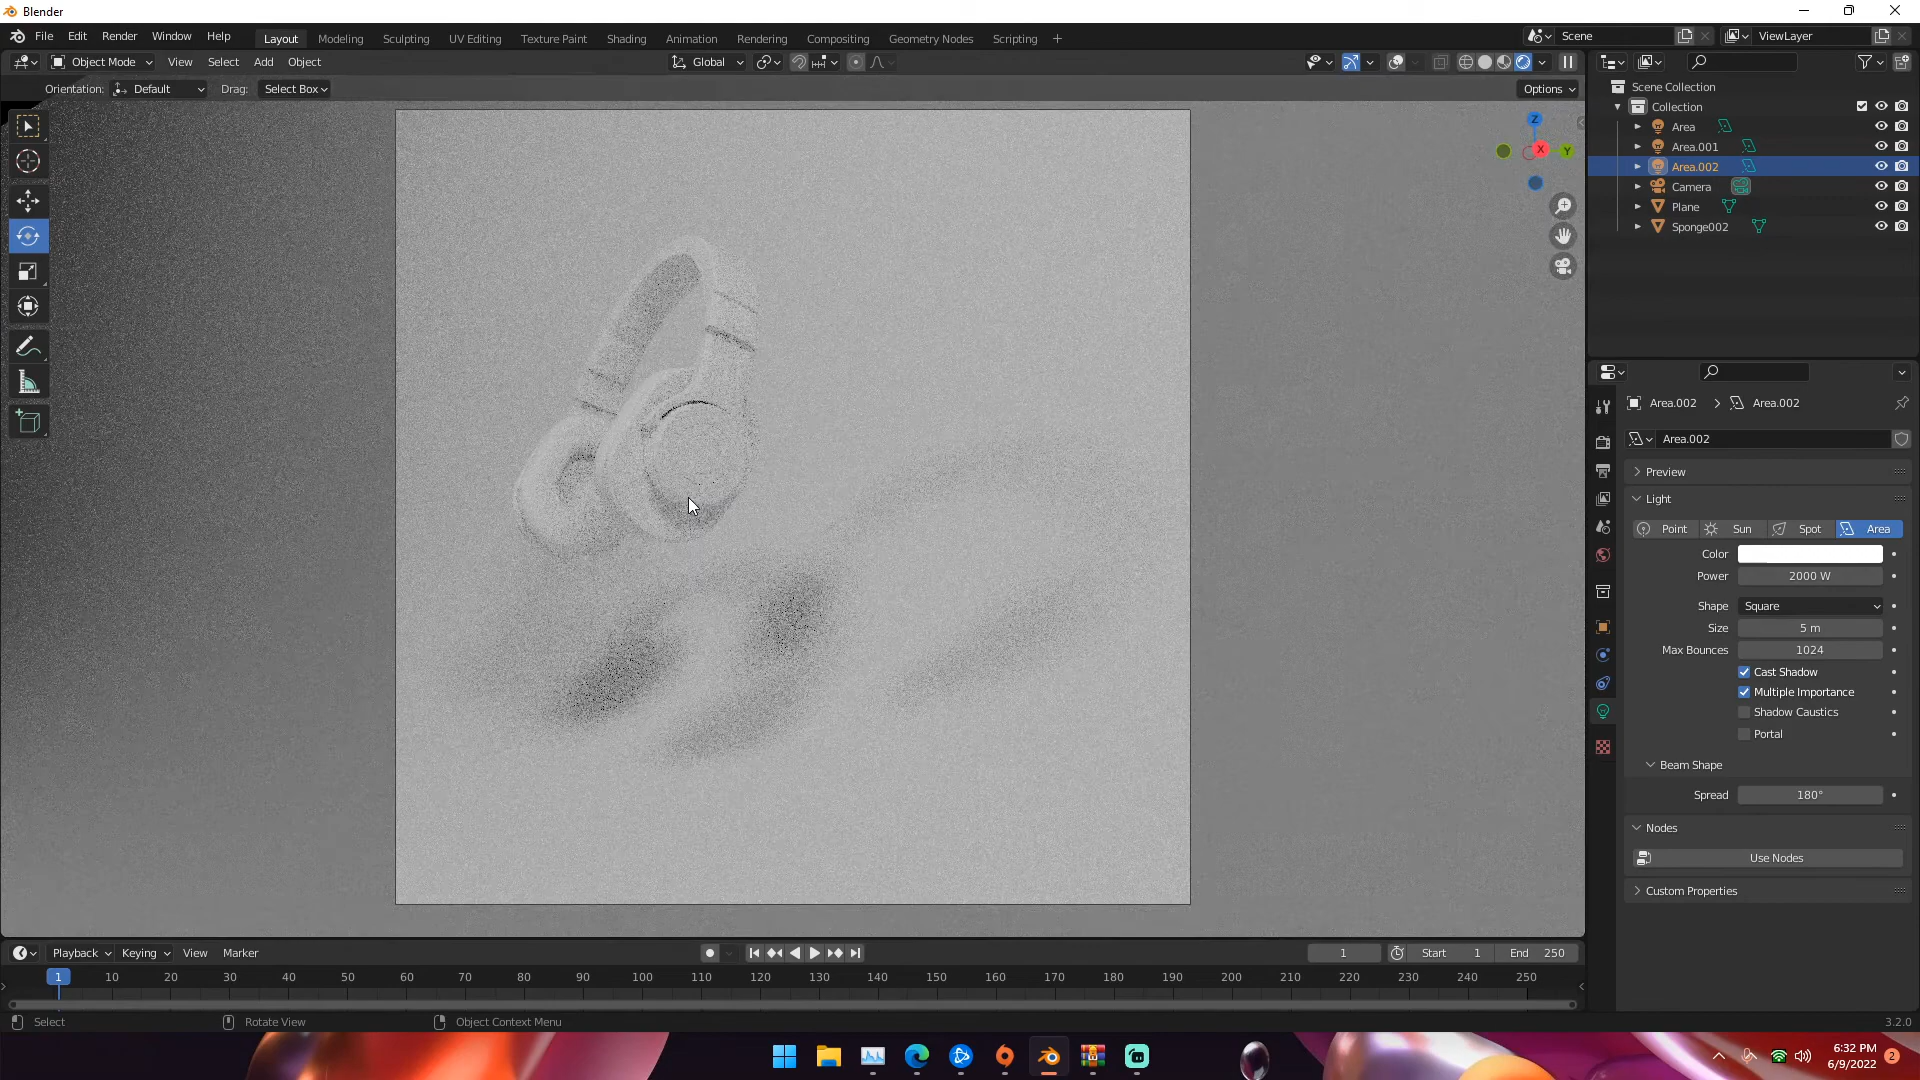 Blender
File Edit Render Window Help Layout Modeling Sculpting UV Editing Texture Paint Shading Animation Rendering Compositing Geometry Nodes Scripting + Scene ViewLayer
Object Mode View Select Add Object Global
Orientation: Default Drag: Select Box Options
Z
X
Y
Scene Collection
Collection
Area
Area.001
Area.002
Camera
Plane
Sponge002
Area.002 > Area.002
Area.002
Preview
Light
Point Sun Spot Area
Color
Power 2000 W
Shape Square
Size 5 m
Max Bounces 1024
Cast Shadow
Multiple Importance
Shadow Caustics
Portal
Beam Shape
Spread 180°
Nodes
Use Nodes
Custom Properties
Playback Keying View Marker 1 Start 1 End 250
1 10 20 30 40 50 60 70 80 90 100 110 120 130 140 150 160 170 180 190 200 210 220 230 240 250
Select Rotate View Object Context Menu 3.2.0
6:32 PM
6/9/2022
2